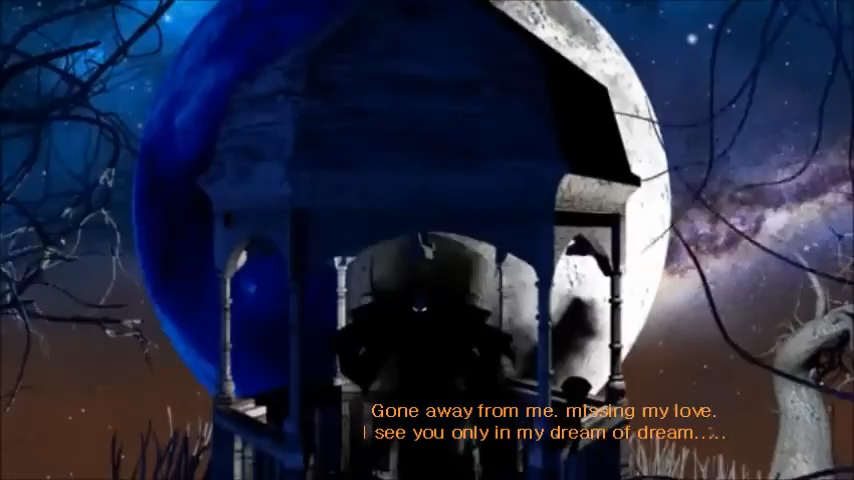 Gone away from me. missing my love.
I see you only in my dream of dream.....